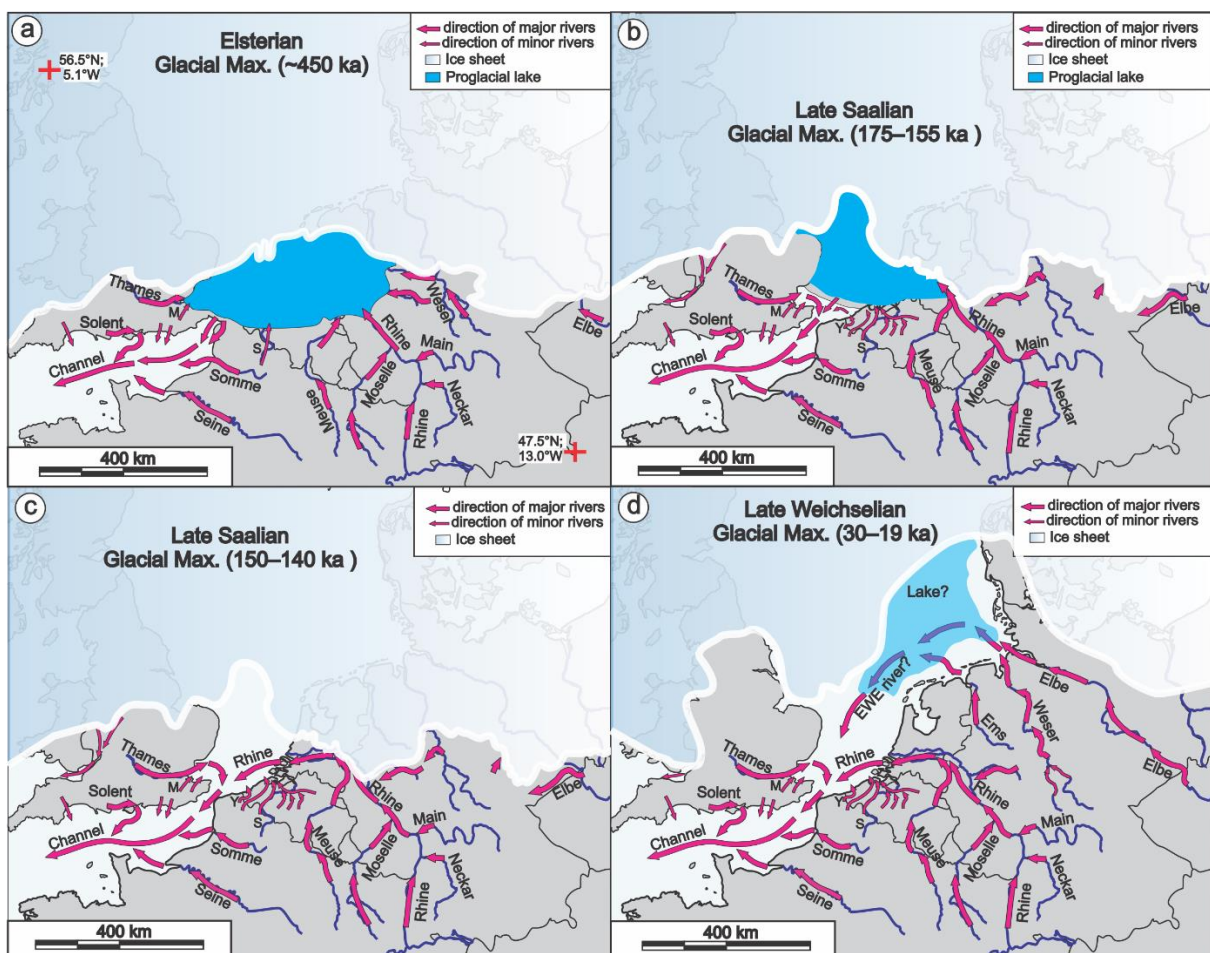 a
Elsterian
Glacial Max. (~450 ka)
56.5°N;
5.1°W
direction of major rivers
direction of minor rivers
Ice sheet
Proglacial lake
Thames
M
Solent
Channel
Somme
Seine
S
Meuse
Moselle
Rhine
Rhine
Main
Neckar
Weser
Elbe
47.5°N;
13.0°W
400 km
b
Late Saalian
Glacial Max. (175–155 ka )
direction of major rivers
direction of minor rivers
Ice sheet
Proglacial lake
Thames
M
Solent
Channel
Somme
Seine
Y
S
Meuse
Moselle
Rhine
Rhine
Main
Neckar
Elbe
400 km
c
Late Saalian
Glacial Max. (150–140 ka )
direction of major rivers
direction of minor rivers
Ice sheet
Thames
M
Solent
Channel
Somme
Seine
Rhine
Y
S
Meuse
Moselle
Rhine
Rhine
Main
Neckar
Elbe
400 km
d
Late Weichselian
Glacial Max. (30–19 ka)
direction of major rivers
direction of minor rivers
Ice sheet
Lake?
EWE river?
Elbe
Weser
Ems
Elbe
Thames
M
Solent
Channel
Somme
Seine
Rhine
Y
S
Meuse
Moselle
Rhine
Rhine
Main
Neckar
400 km